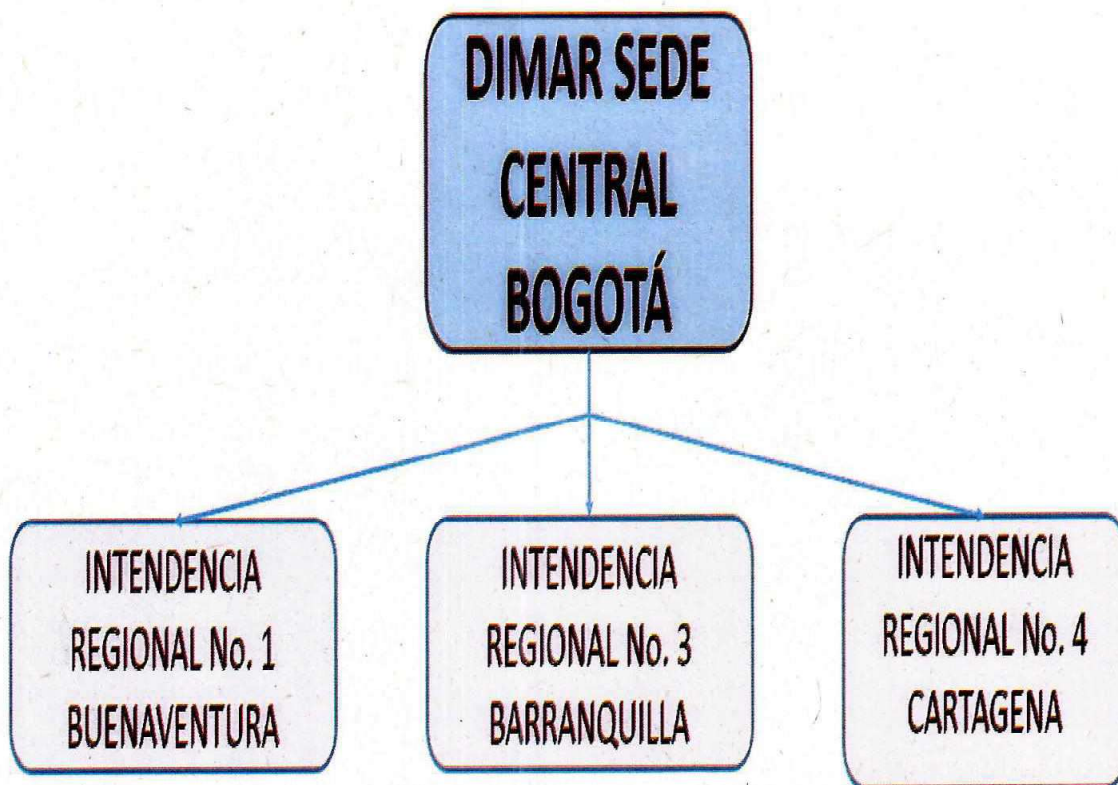 DIMAR SEDE
CENTRAL
BOGOTÁ
INTENDENCIA
REGIONAL No. 1
BUENAVENTURA
INTENDENCIA
REGIONAL No. 3
BARRANQUILLA
INTENDENCIA
REGIONAL No. 4
CARTAGENA